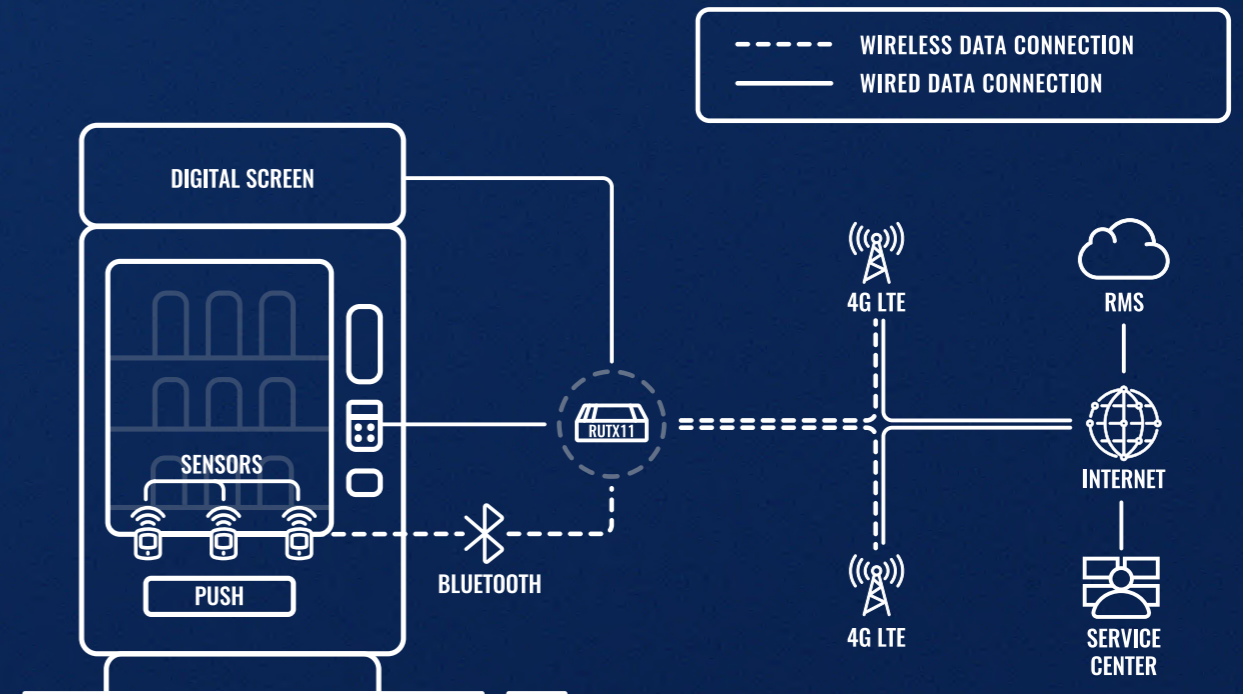 WIRELESS DATA CONNECTION
WIRED DATA CONNECTION
DIGITAL SCREEN
4G LTE
RMS
RUTX11
SENSORS
INTERNET
BLUETOOTH
PUSH
4G LTE
SERVICE
CENTER